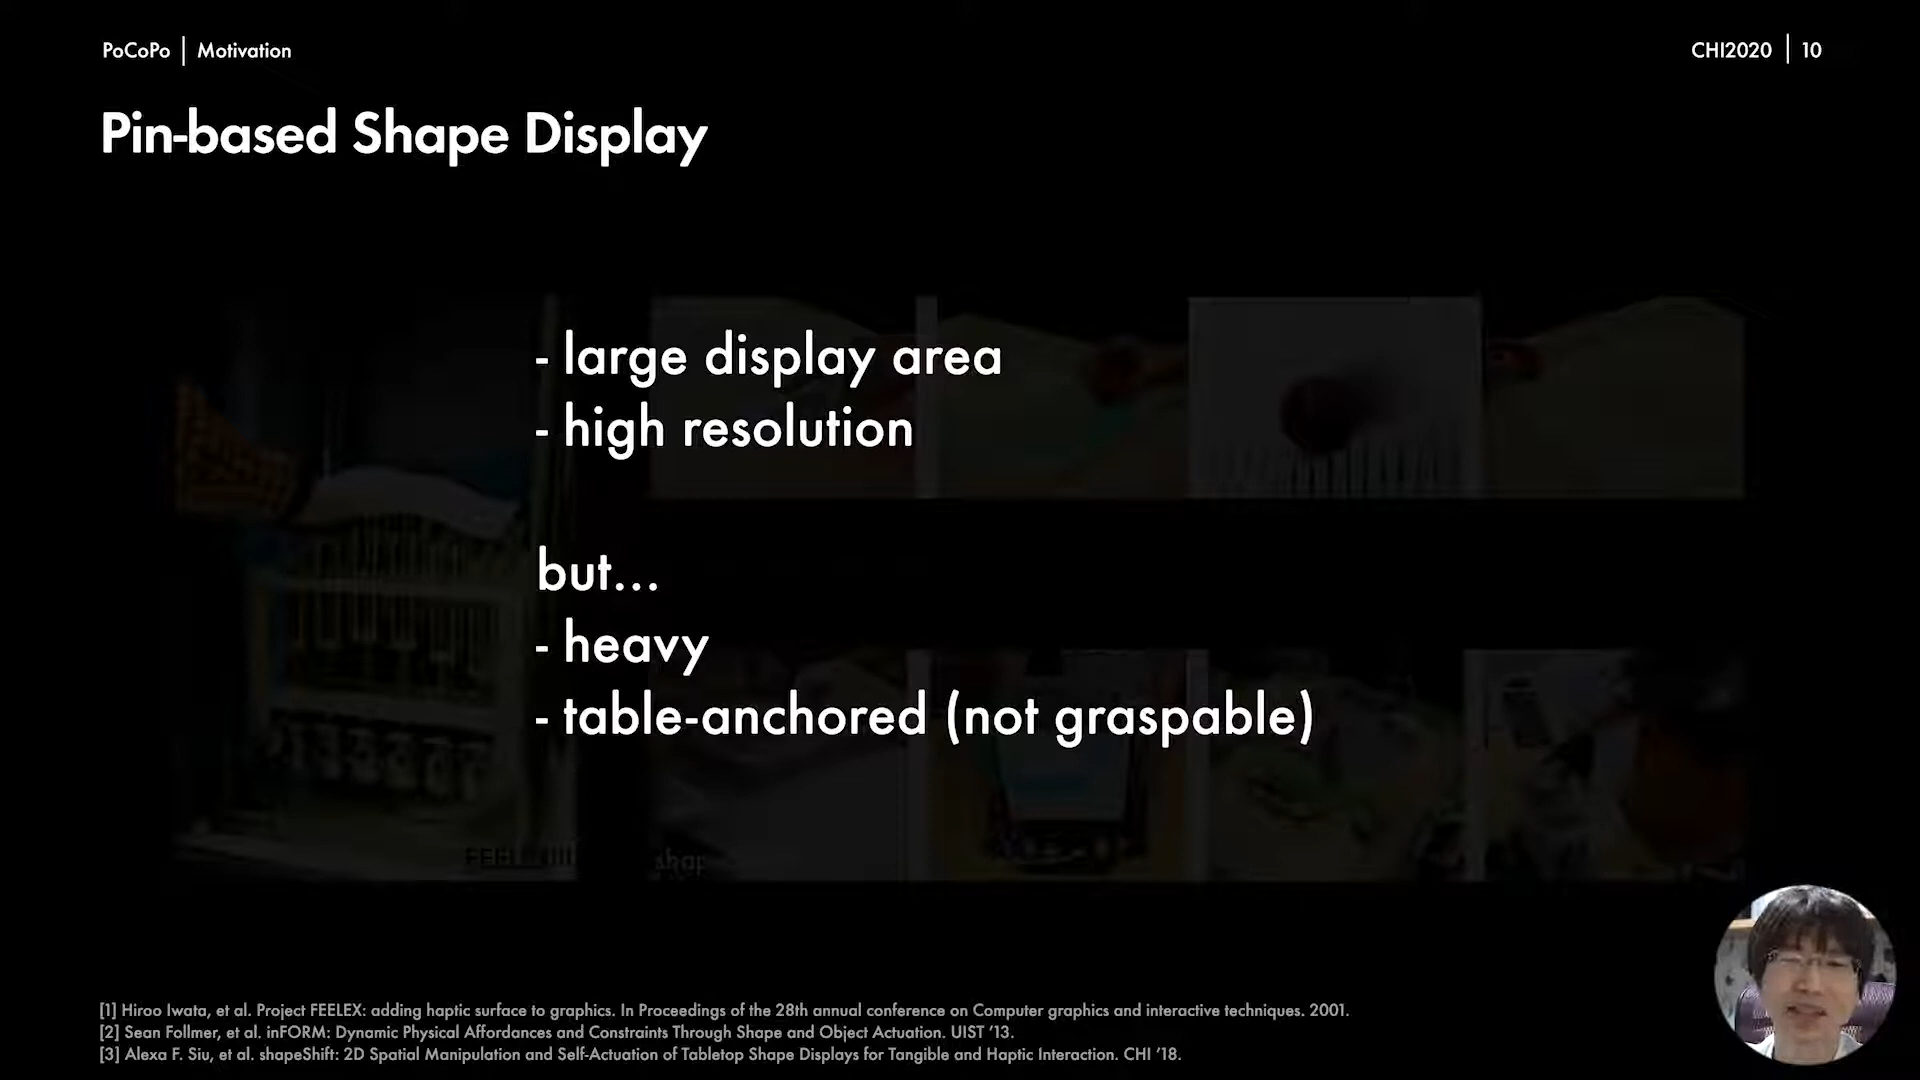 PoCoPo | Motivation
CHI2020 | 10
Pin-based Shape Display
- large display area
- high resolution
but...
- heavy
- table-anchored (not graspable)
shap
[1] Hiroo Iwata, et al. Project FEELEX: adding haptic surface to graphics. In Proceedings of the 28th annual conference on Computer graphics and interactive techniques. 2001.
[2] Sean Follmer, et al. inFORM: Dynamic Physical Affordances and Constraints Through Shape and Object Actuation. UIST '13.
[3] Alexa F. Siu, et al. shapeShift: 2D Spatial Manipulation and Self-Actuation of Tabletop Shape Displays for Tangible and Haptic Interaction. CHI '18.